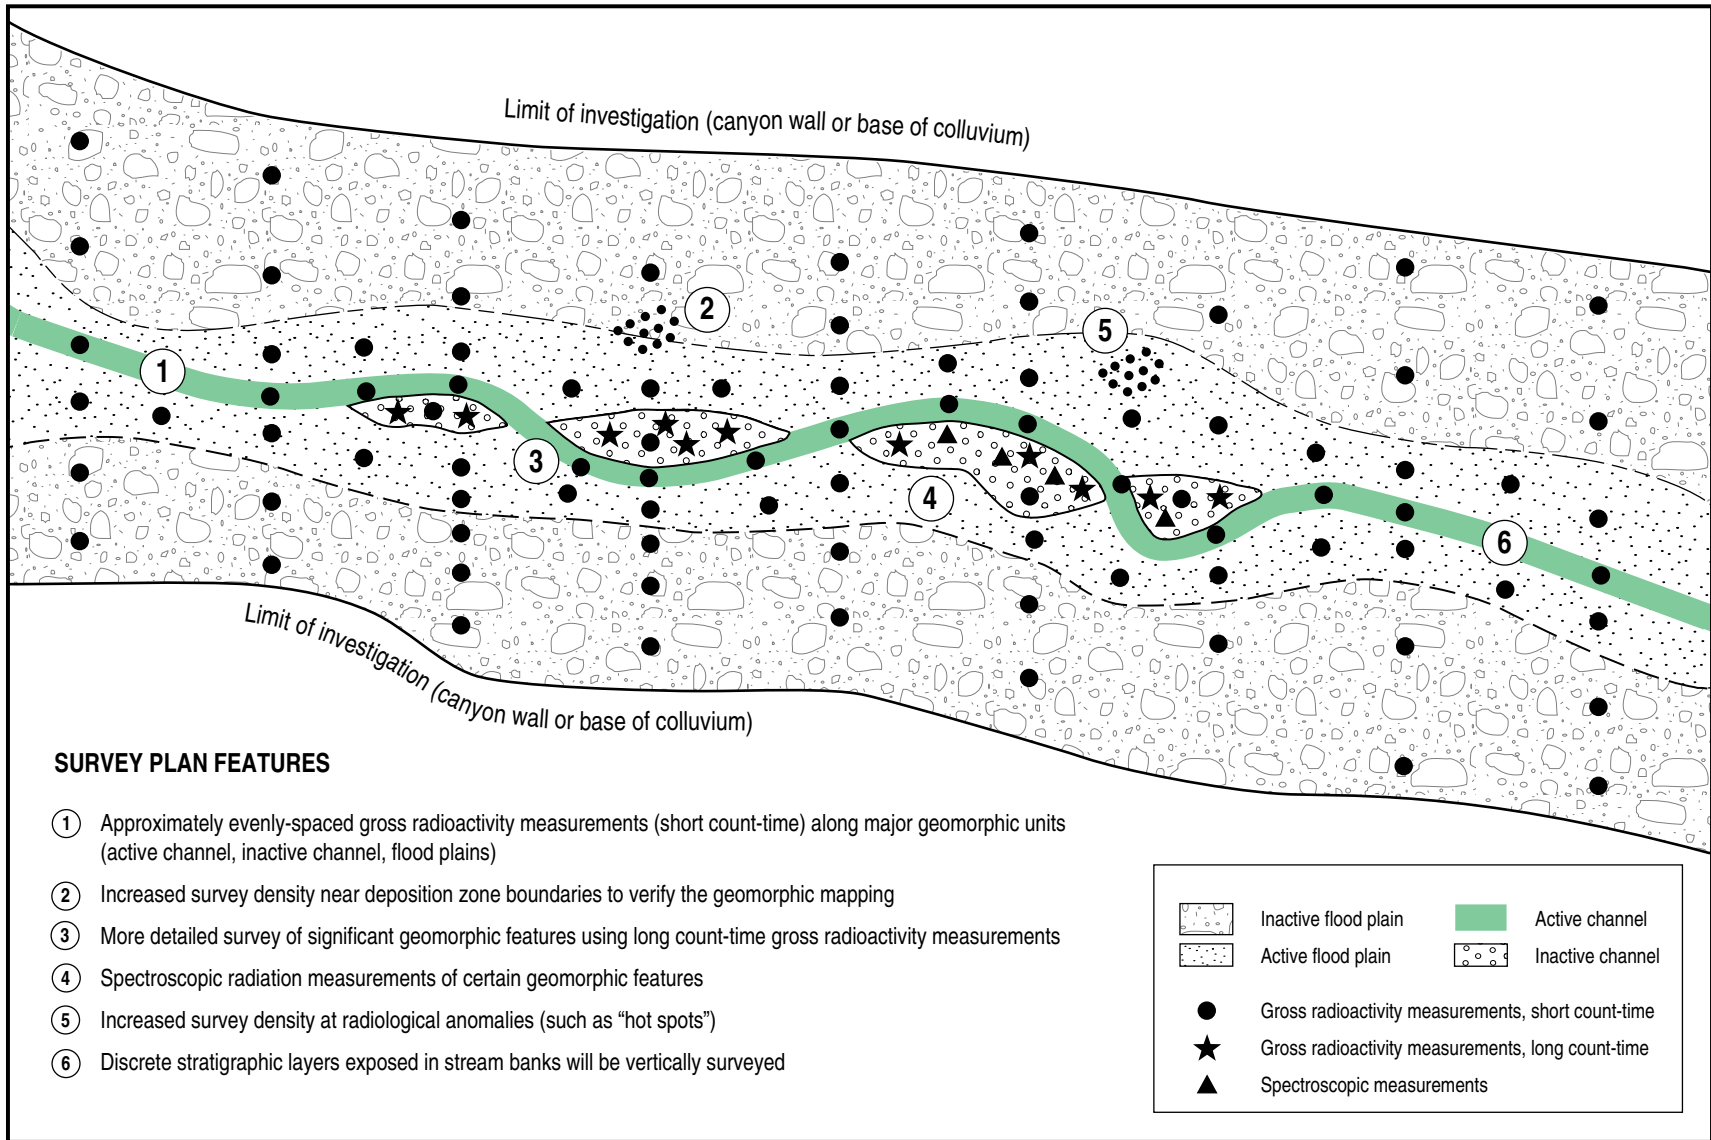 Limit of investigation (canyon wall or base of colluvium)
2
5
1
3
4
6
Limit of investigation (canyon wall or base of colluvium)
SURVEY PLAN FEATURES
1 Approximately evenly-spaced gross radioactivity measurements (short count-time) along major geomorphic units
(active channel, inactive channel, flood plains)
2 Increased survey density near deposition zone boundaries to verify the geomorphic mapping
3 More detailed survey of significant geomorphic features using long count-time gross radioactivity measurements
4 Spectroscopic radiation measurements of certain geomorphic features
5 Increased survey density at radiological anomalies (such as “hot spots”)
6 Discrete stratigraphic layers exposed in stream banks will be vertically surveyed
Inactive flood plain
Active channel
Active flood plain
Inactive channel
Gross radioactivity measurements, short count-time
Gross radioactivity measurements, long count-time
Spectroscopic measurements